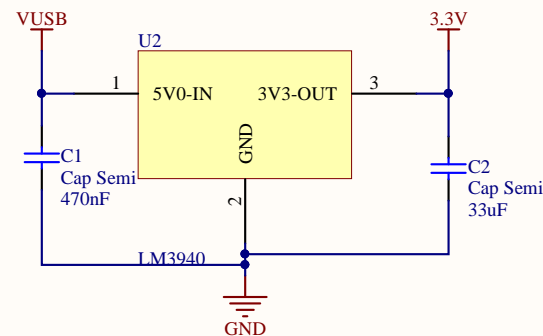 VUSB
3.3V
U2
1
5V0-IN
3V3-OUT
3
GND
C1
Cap Semi
470nF
2
C2
Cap Semi
33uF
LM3940
GND